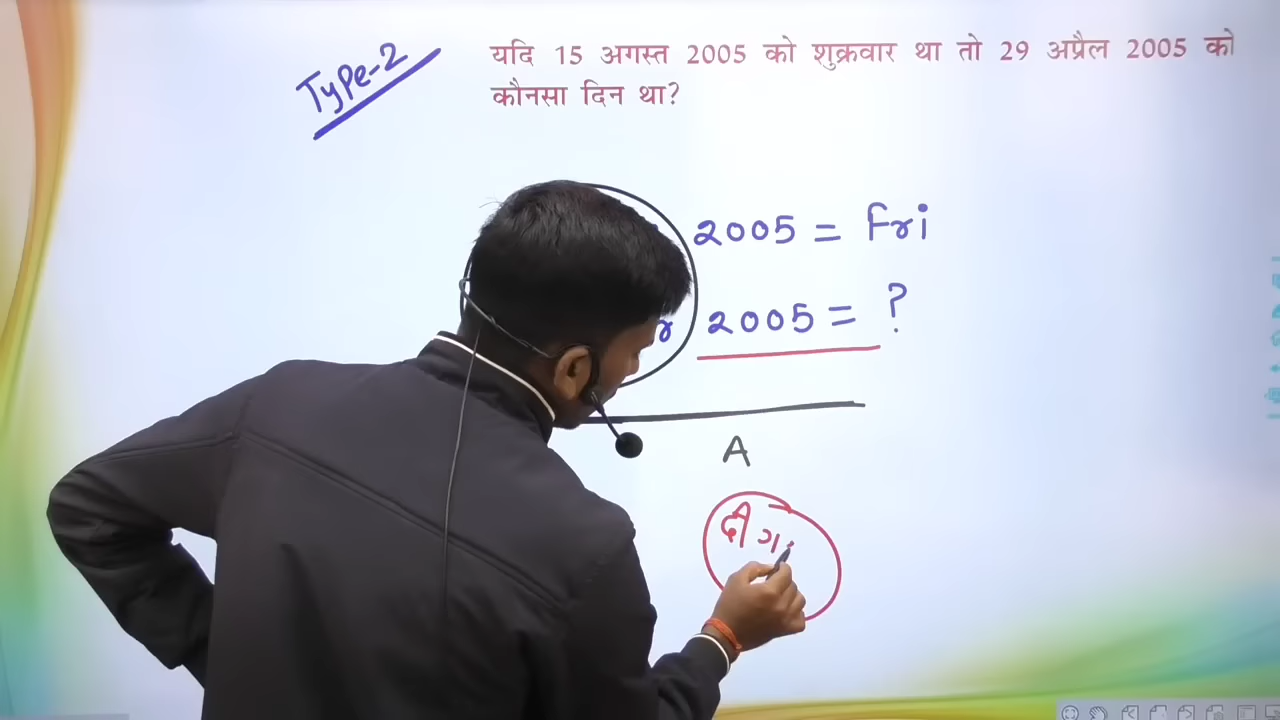 Type-2
यदि 15 अगस्त 2005 को शुक्रवार था तो 29 अप्रैल 2005 को
कौनसा दिन था?
2005 = Fri
2005 = ?
A
दी ग